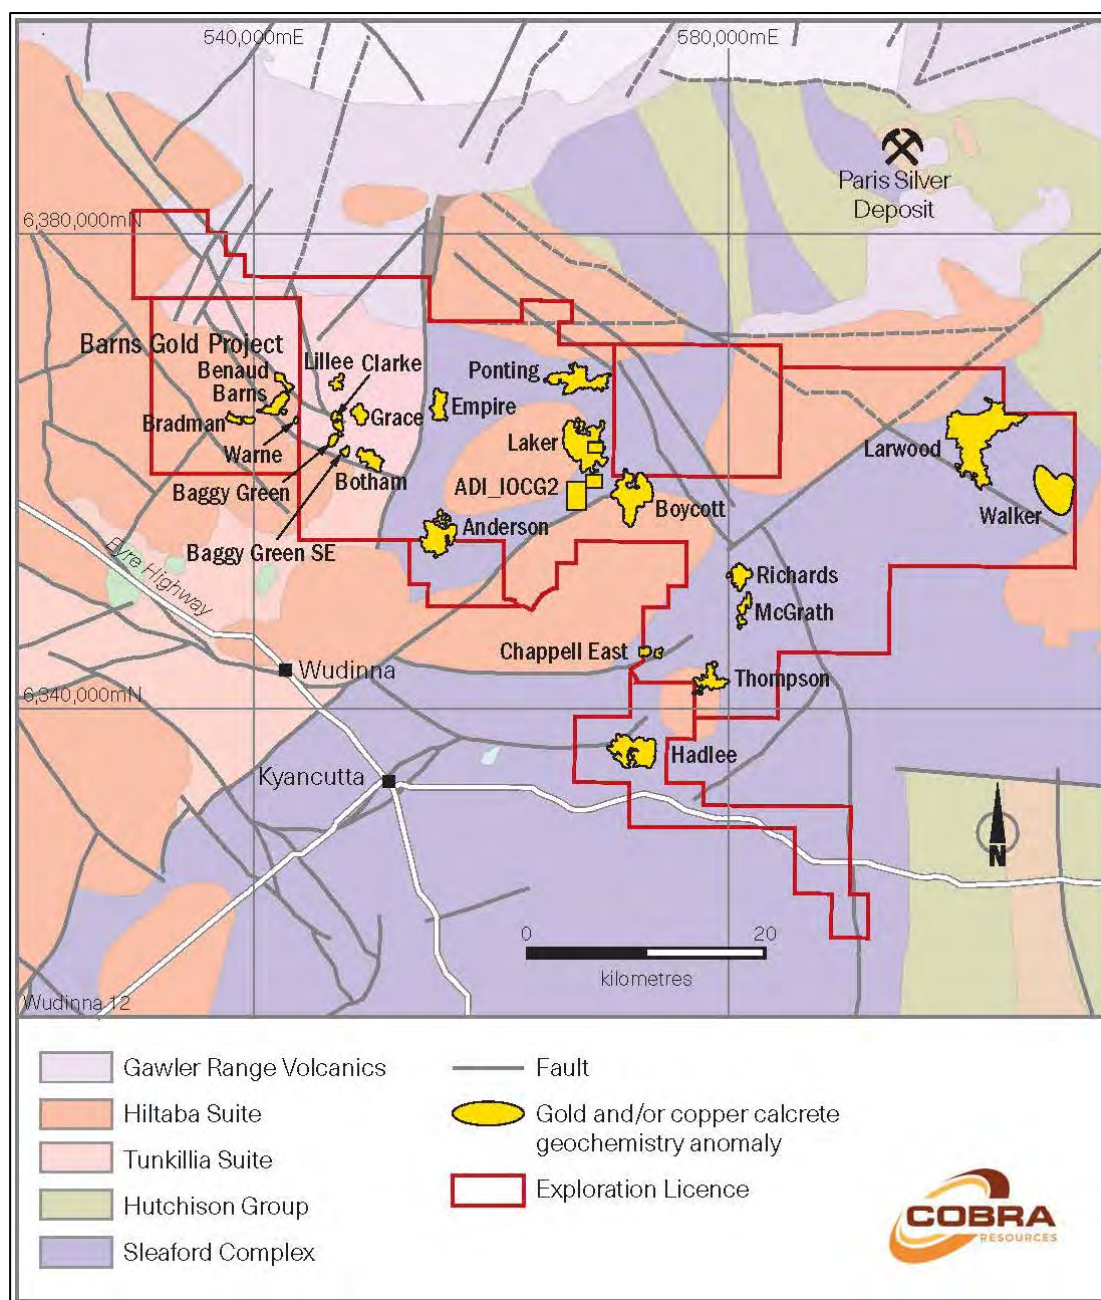 540,000mE
580,000mE
Paris Silver
Deposit
6,380,000mN
Barns Gold Project
Benaud
Lillee
Clarke
Ponting
Barns
Bradman
Grace
Empire
Larwood
Laker
Warne
Baggy Green
Botham
ADI_IOCG2
Boycott
Walker
Anderson
Baggy Green SE
Eyre Highway
Richards
McGrath
Chappell East
Wudinna
Thompson
6,340,000mN
Hadlee
Kyancutta
N
0
20
kilometres
Wudinna 12
Gawler Range Volcanics
Hiltaba Suite
Tunkillia Suite
Hutchison Group
Sleaford Complex
Fault
Gold and/or copper calcrete
geochemistry anomaly
Exploration Licence
COBRA
RESOURCES